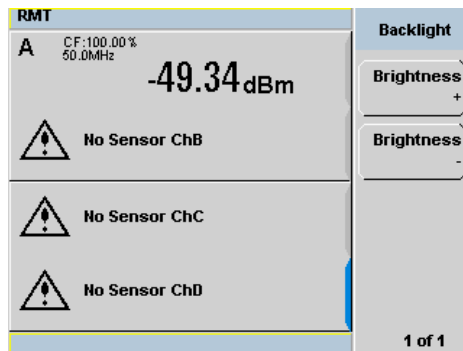 RMT
A
CF:100.00%
50.0MHz
-49.34dBm
No Sensor ChB
No Sensor ChC
No Sensor ChD
Backlight
Brightness
+
Brightness
-
1 of 1